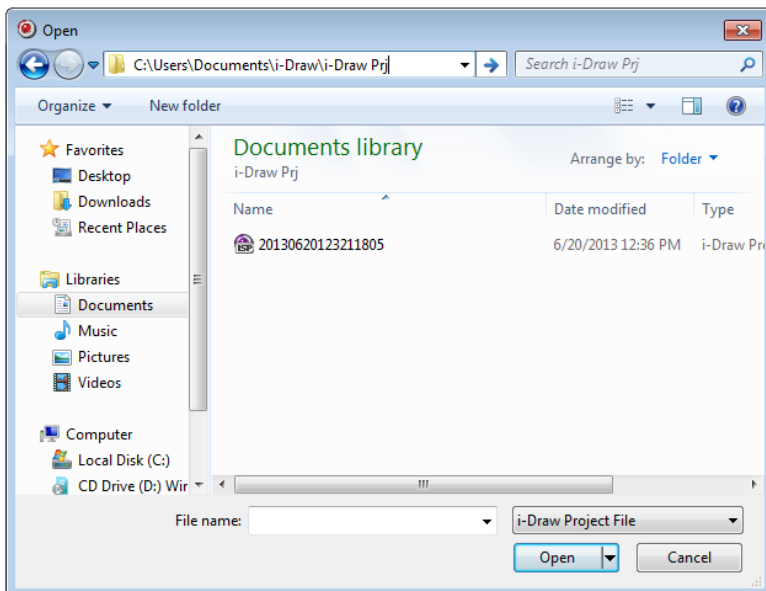 Open
C:\Users\Documents\i-Draw\i-Draw Prj
Search i-Draw Prj
Organize
New folder
Favorites
Desktop
Downloads
Recent Places
Libraries
Documents
Music
Pictures
Videos
Computer
Local Disk (C:)
CD Drive (D:) Wir
Documents library
i-Draw Prj
Arrange by: Folder
Name Date modified Type
ISP 20130620123211805 6/20/2013 12:36 PM i-Draw Pro
File name: i-Draw Project File
Open Cancel